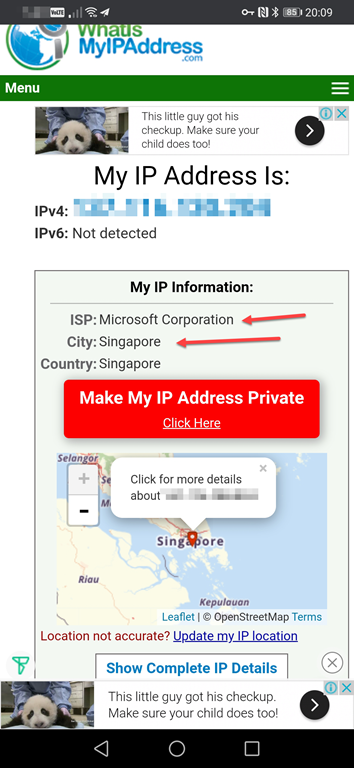 VoLTE
85
20:09
WhatIs
MyIPAddress
.com
Menu
This little guy got his
checkup. Make sure your
child does too!
My IP Address Is:
IPv4:
IPv6: Not detected
My IP Information:
ISP: Microsoft Corporation
City: Singapore
Country: Singapore
Make My IP Address Private
Click Here
Selangor
+
-
Click for more details
about
×
Me
Singapore
Riau
Kepulauan
Leaflet | © OpenStreetMap Terms
Location not accurate? Update my IP location
Show Complete IP Details
This little guy got his checkup.
Make sure your child does too!